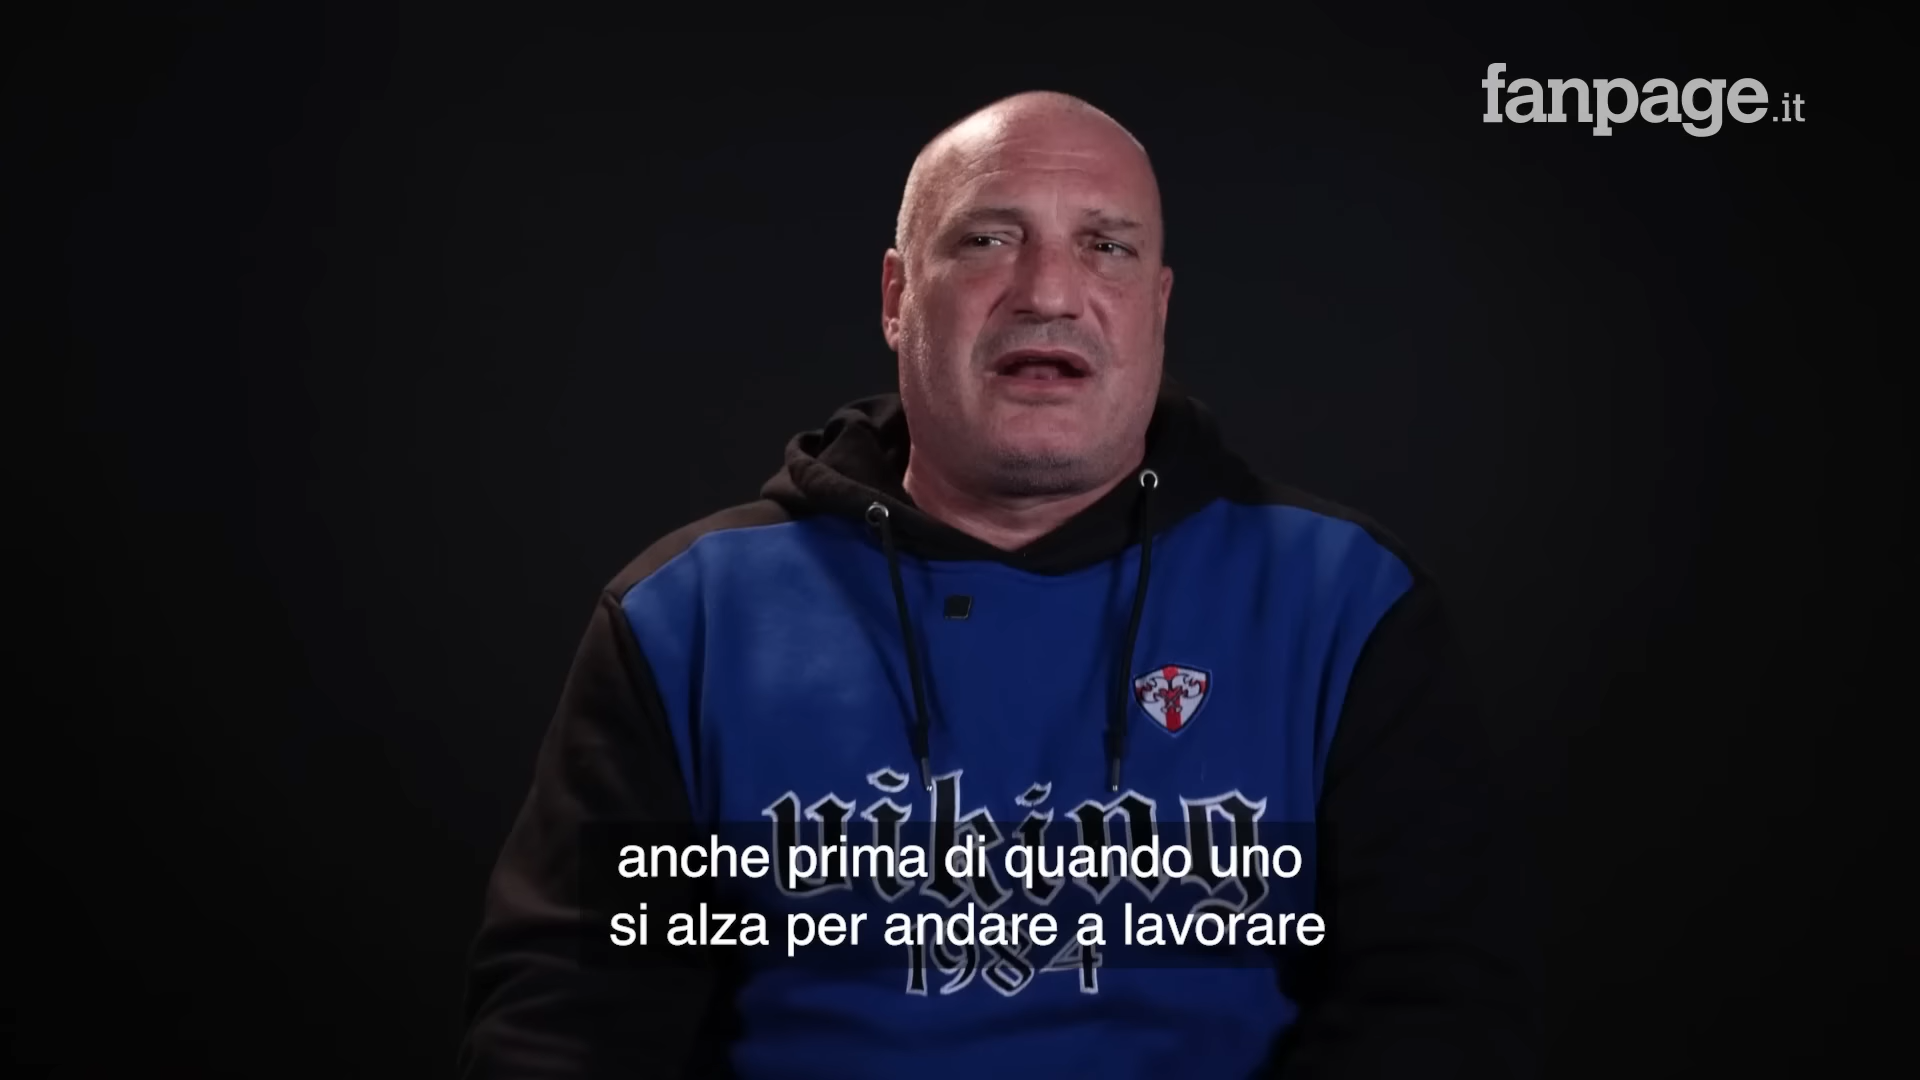 fanpage.it
viking
anche prima di quando uno
si alza per andare a lavorare
1984